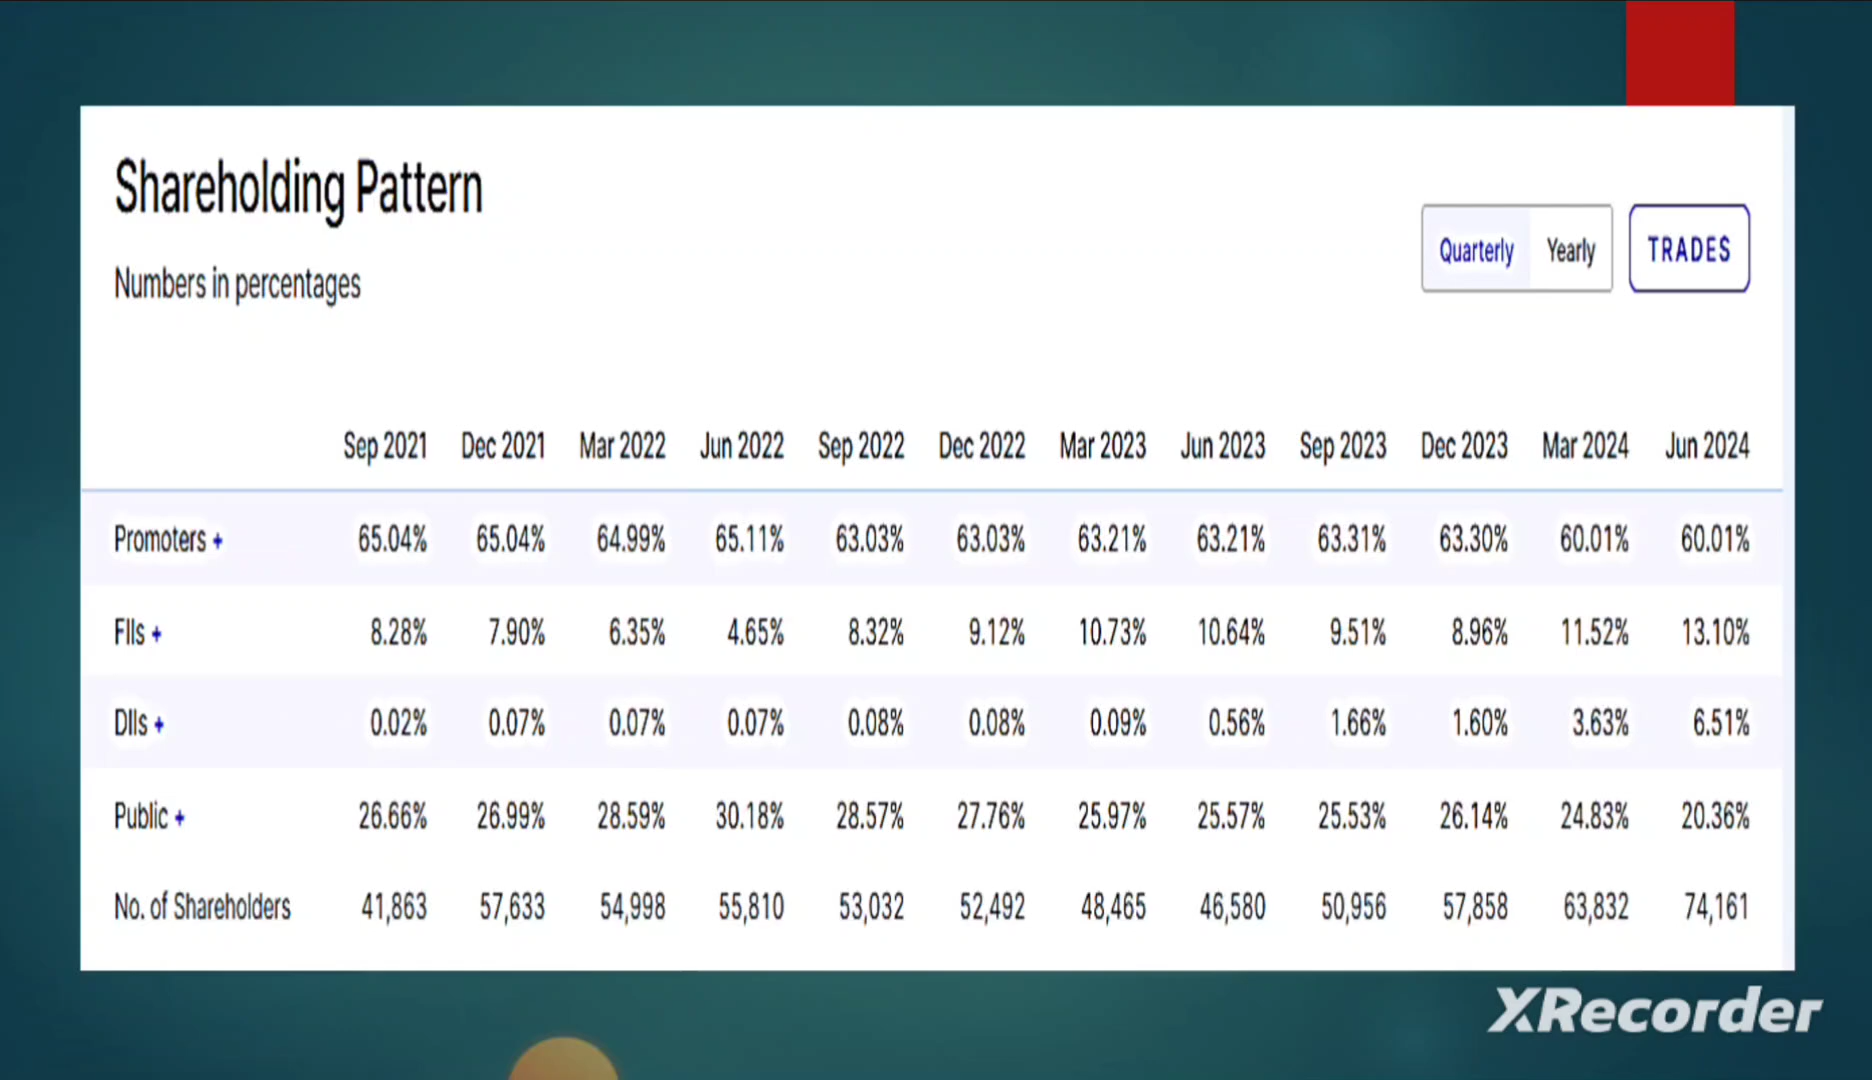 Shareholding Pattern
Numbers in percentages
Quarterly Yearly TRADES
Sep 2021 Dec 2021 Mar 2022 Jun 2022 Sep 2022 Dec 2022 Mar 2023 Jun 2023 Sep 2023 Dec 2023 Mar 2024 Jun 2024
Promoters + 65.04% 65.04% 64.99% 65.11% 63.03% 63.03% 63.21% 63.21% 63.31% 63.30% 60.01% 60.01%
FIIs + 8.28% 7.90% 6.35% 4.65% 8.32% 9.12% 10.73% 10.64% 9.51% 8.96% 11.52% 13.10%
DIIs + 0.02% 0.07% 0.07% 0.07% 0.08% 0.08% 0.09% 0.56% 1.66% 1.60% 3.63% 6.51%
Public + 26.66% 26.99% 28.59% 30.18% 28.57% 27.76% 25.97% 25.57% 25.53% 26.14% 24.83% 20.36%
No. of Shareholders 41,863 57,633 54,998 55,810 53,032 52,492 48,465 46,580 50,956 57,858 63,832 74,161
XRecorder